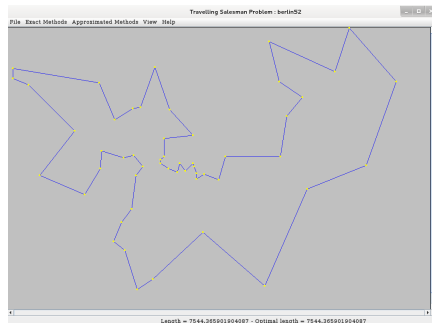 Travelling Salesman Problem : berlin52
File Exact Methods Approximated Methods View Help
Length = 7544.365901904087 - Optimal length = 7544.365901904087